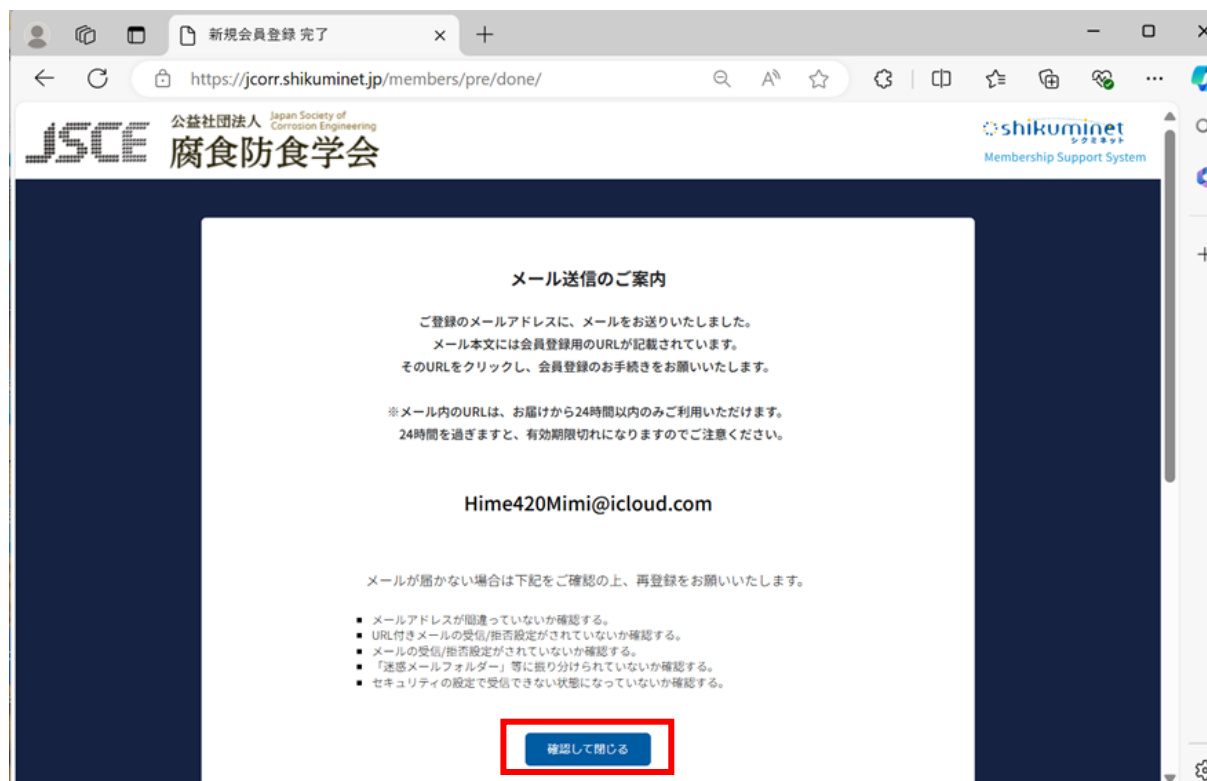 新規会員登録 完了
https://jcorr.shikuminet.jp/members/pre/done/
JSCE
公益社団法人 Japan Society of Corrosion Engineering
腐食防食学会
shikuminet
シクミネット
Membership Support System
メール送信のご案内
ご登録のメールアドレスに、メールをお送りいたしました。
メール本文には会員登録用のURLが記載されています。
そのURLをクリックし、会員登録のお手続きをお願いいたします。
※メール内のURLは、お届けから24時間以内のみご利用いただけます。
24時間を過ぎますと、有効期限切れになりますのでご注意ください。
Hime420Mimi@icloud.com
メールが届かない場合は下記をご確認の上、再登録をお願いいたします。
■ メールアドレスが間違っていないか確認する。
■ URL付きメールの受信/拒否設定がされていないか確認する。
■ メールの受信/拒否設定がされていないか確認する。
■ 「迷惑メールフォルダー」等に振り分けられていないか確認する。
■ セキュリティの設定で受信できない状態になっていないか確認する。
確認して閉じる